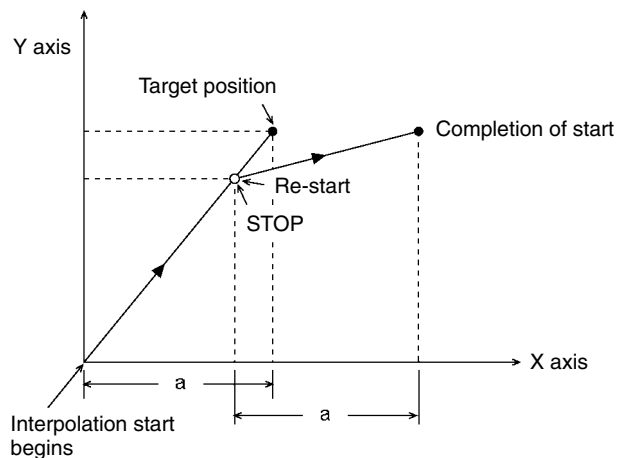 Y axis
Target position
Completion of start
Re-start
STOP
X axis
a
a
Interpolation start
begins